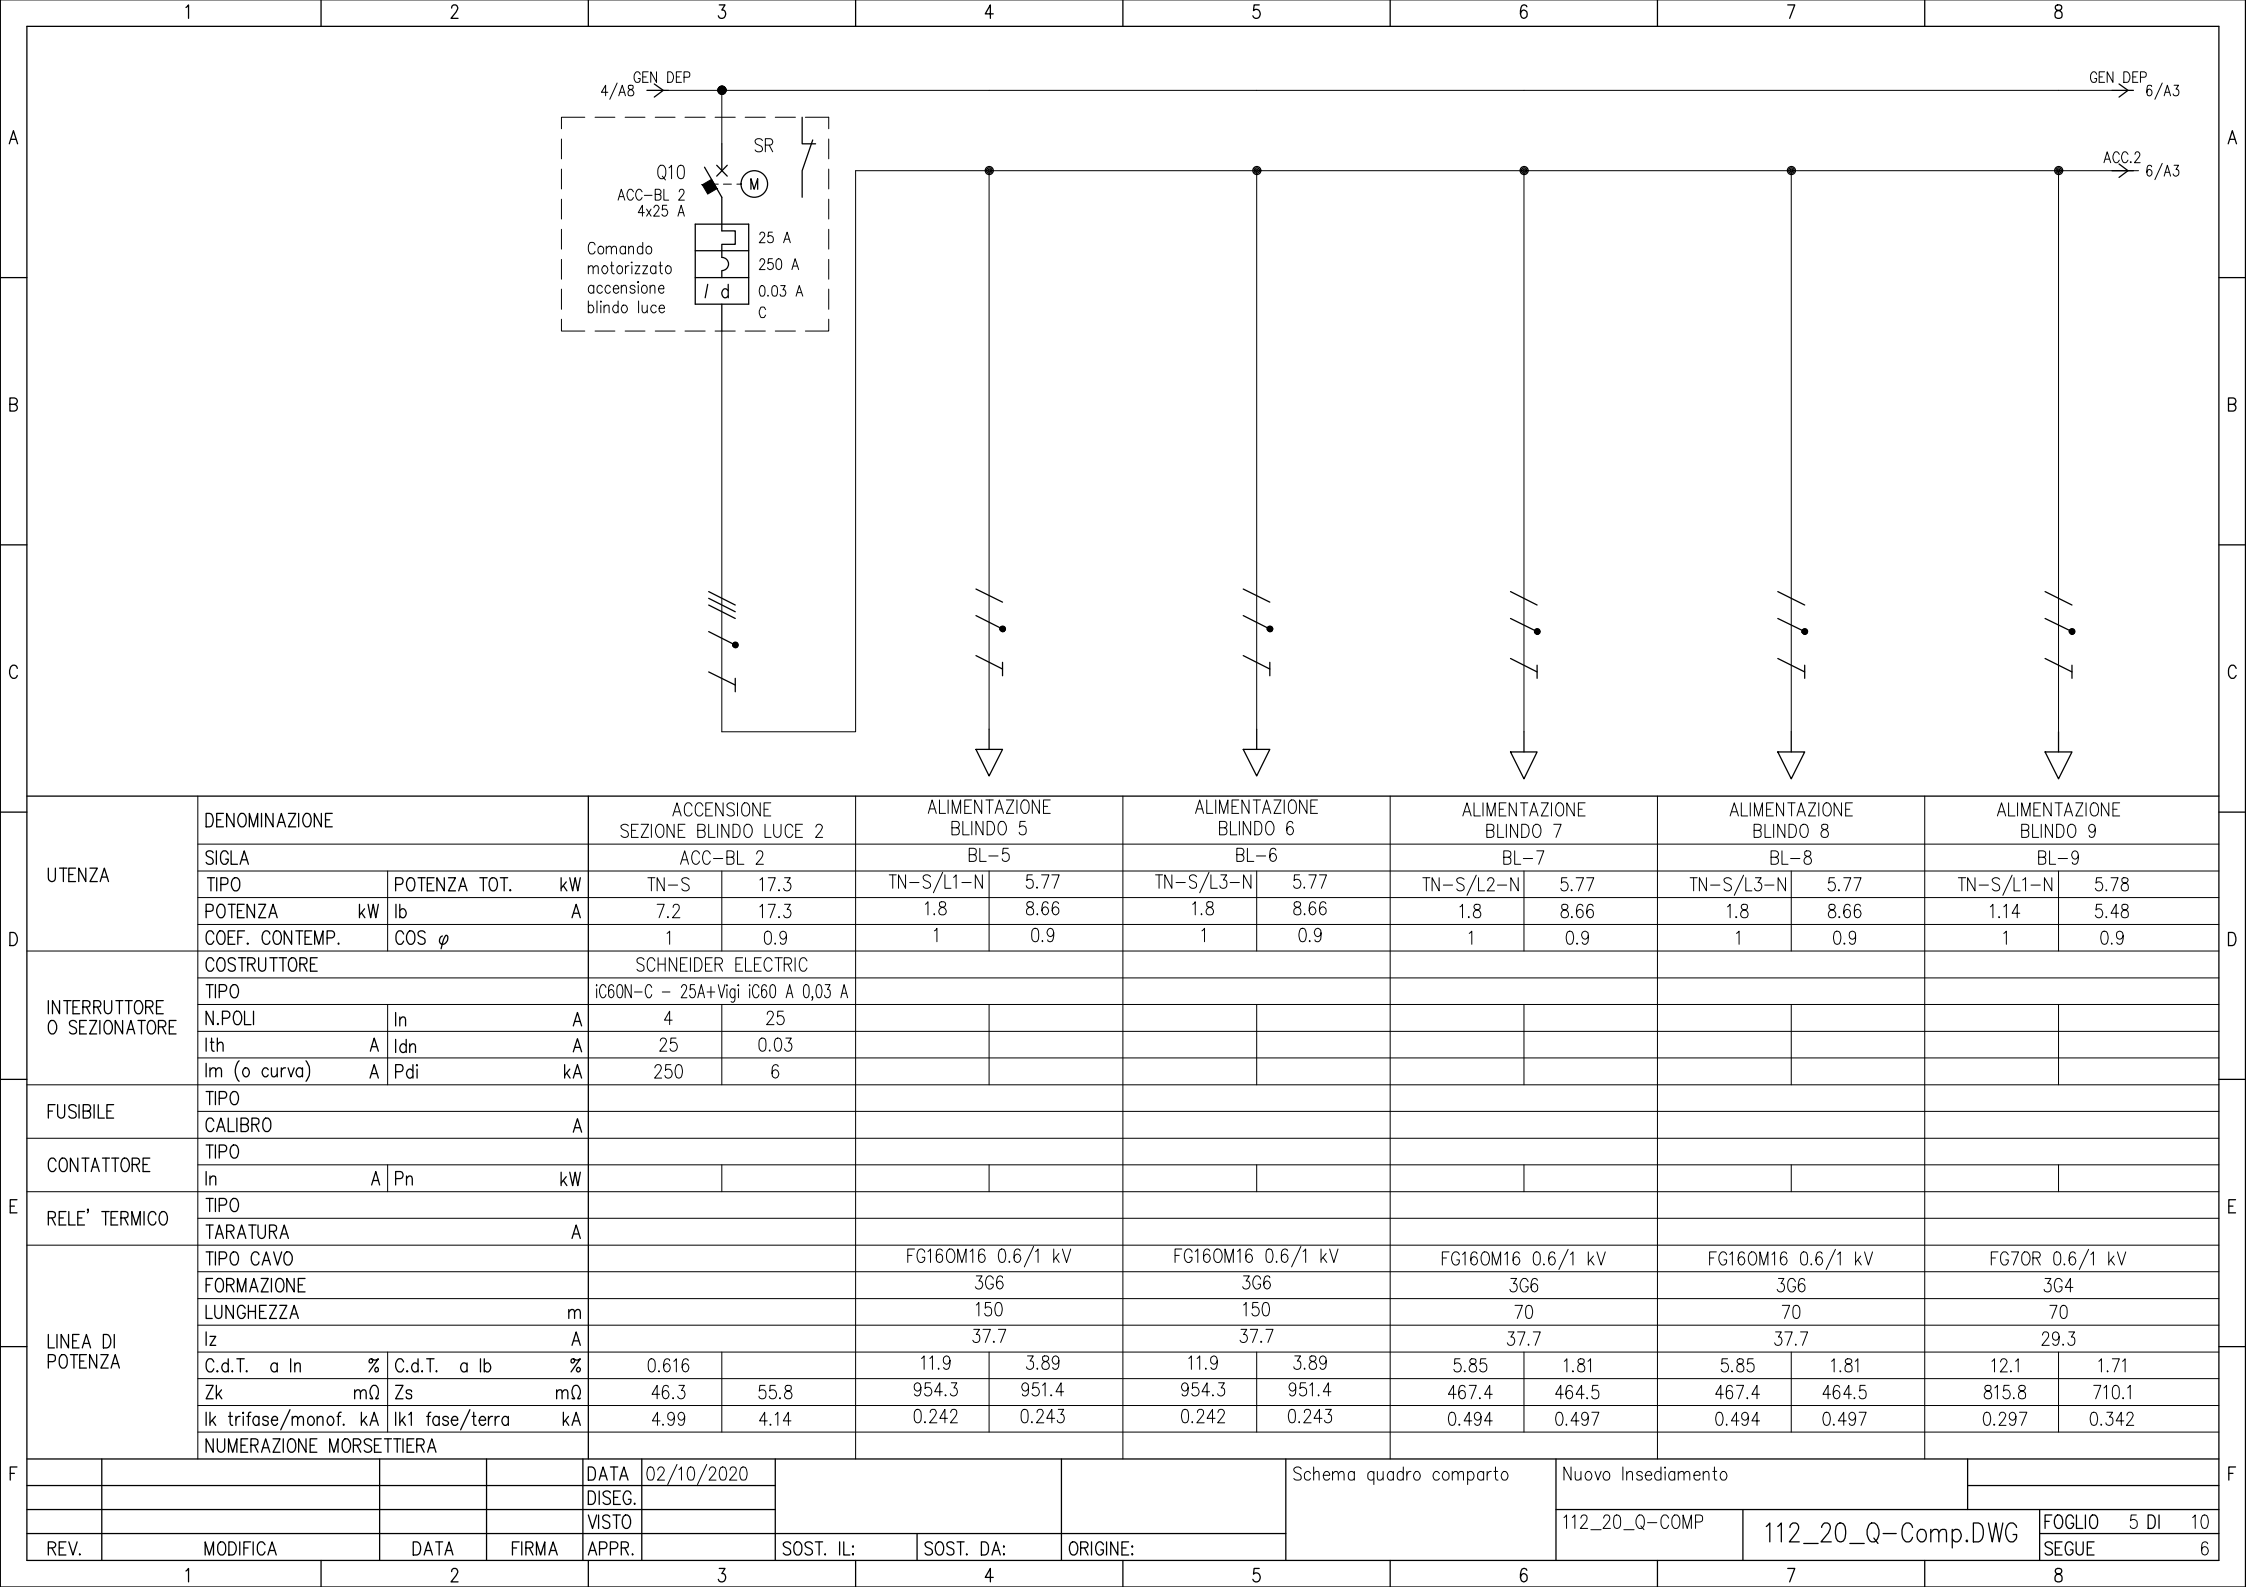 1 2 3 4 5 6 7 8
GEN DEP
4/A8
GEN DEP
6/A3
A
A
SR
ACC.2
6/A3
Q10
M
ACC-BL 2
4x25 A
25 A
Comando
motorizzato
accensione
blindo luce
250 A
I d 0.03 A
C
B
B
C
C
UTENZA
DENOMINAZIONE
ACCENSIONE
SEZIONE BLINDO LUCE 2
ALIMENTAZIONE
BLINDO 5
ALIMENTAZIONE
BLINDO 6
ALIMENTAZIONE
BLINDO 7
ALIMENTAZIONE
BLINDO 8
ALIMENTAZIONE
BLINDO 9
SIGLA ACC-BL 2 BL-5 BL-6 BL-7 BL-8 BL-9
TIPO POTENZA TOT. kW TN-S 17.3 TN-S/L1-N 5.77 TN-S/L3-N 5.77 TN-S/L2-N 5.77 TN-S/L3-N 5.77 TN-S/L1-N 5.78
POTENZA kW Ib A 7.2 17.3 1.8 8.66 1.8 8.66 1.8 8.66 1.8 8.66 1.14 5.48
D
D
COEF. CONTEMP. COS φ 1 0.9 1 0.9 1 0.9 1 0.9 1 0.9 1 0.9
INTERRUTTORE
O SEZIONATORE
COSTRUTTORE SCHNEIDER ELECTRIC
TIPO iC60N-C - 25A+Vigi iC60 A 0,03 A
N.POLI In A 4 25
Ith A Idn A 25 0.03
Im (o curva) A Pdi kA 250 6
FUSIBILE
TIPO
CALIBRO A
CONTATTORE
TIPO
In A Pn kW
E
E
RELE' TERMICO
TIPO
TARATURA A
LINEA DI
POTENZA
TIPO CAVO FG16OM16 0.6/1 kV FG16OM16 0.6/1 kV FG16OM16 0.6/1 kV FG16OM16 0.6/1 kV FG7OR 0.6/1 kV
FORMAZIONE 3G6 3G6 3G6 3G6 3G4
LUNGHEZZA m 150 150 70 70 70
Iz A 37.7 37.7 37.7 37.7 29.3
C.d.T. a In % C.d.T. a Ib % 0.616 11.9 3.89 11.9 3.89 5.85 1.81 5.85 1.81 12.1 1.71
Zk mΩ Zs mΩ 46.3 55.8 954.3 951.4 954.3 951.4 467.4 464.5 467.4 464.5 815.8 710.1
Ik trifase/monof. kA Ik1 fase/terra kA 4.99 4.14 0.242 0.243 0.242 0.243 0.494 0.497 0.494 0.497 0.297 0.342
NUMERAZIONE MORSETTIERA
F
F
DATA 02/10/2020
Schema quadro comparto
Nuovo Insediamento
DISEG.
VISTO
112_20_Q-COMP
112_20_Q-Comp.DWG
FOGLIO 5 DI 10
REV. MODIFICA DATA FIRMA APPR. SOST. IL: SOST. DA: ORIGINE:
SEGUE 6
1 2 3 4 5 6 7 8